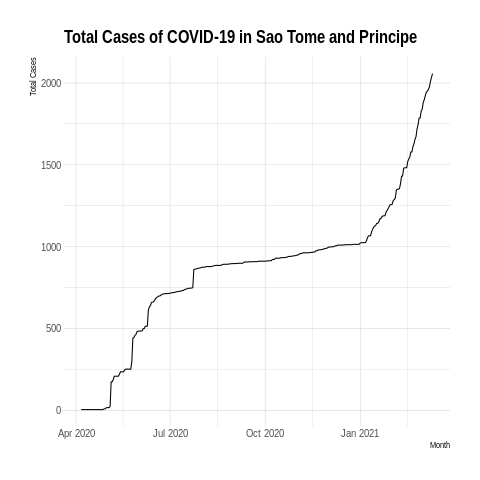 Total Cases of COVID-19 in Sao Tome and Principe
Total Cases
2000
1500
1000
500
0
Apr 2020 Jul 2020 Oct 2020 Jan 2021
Month